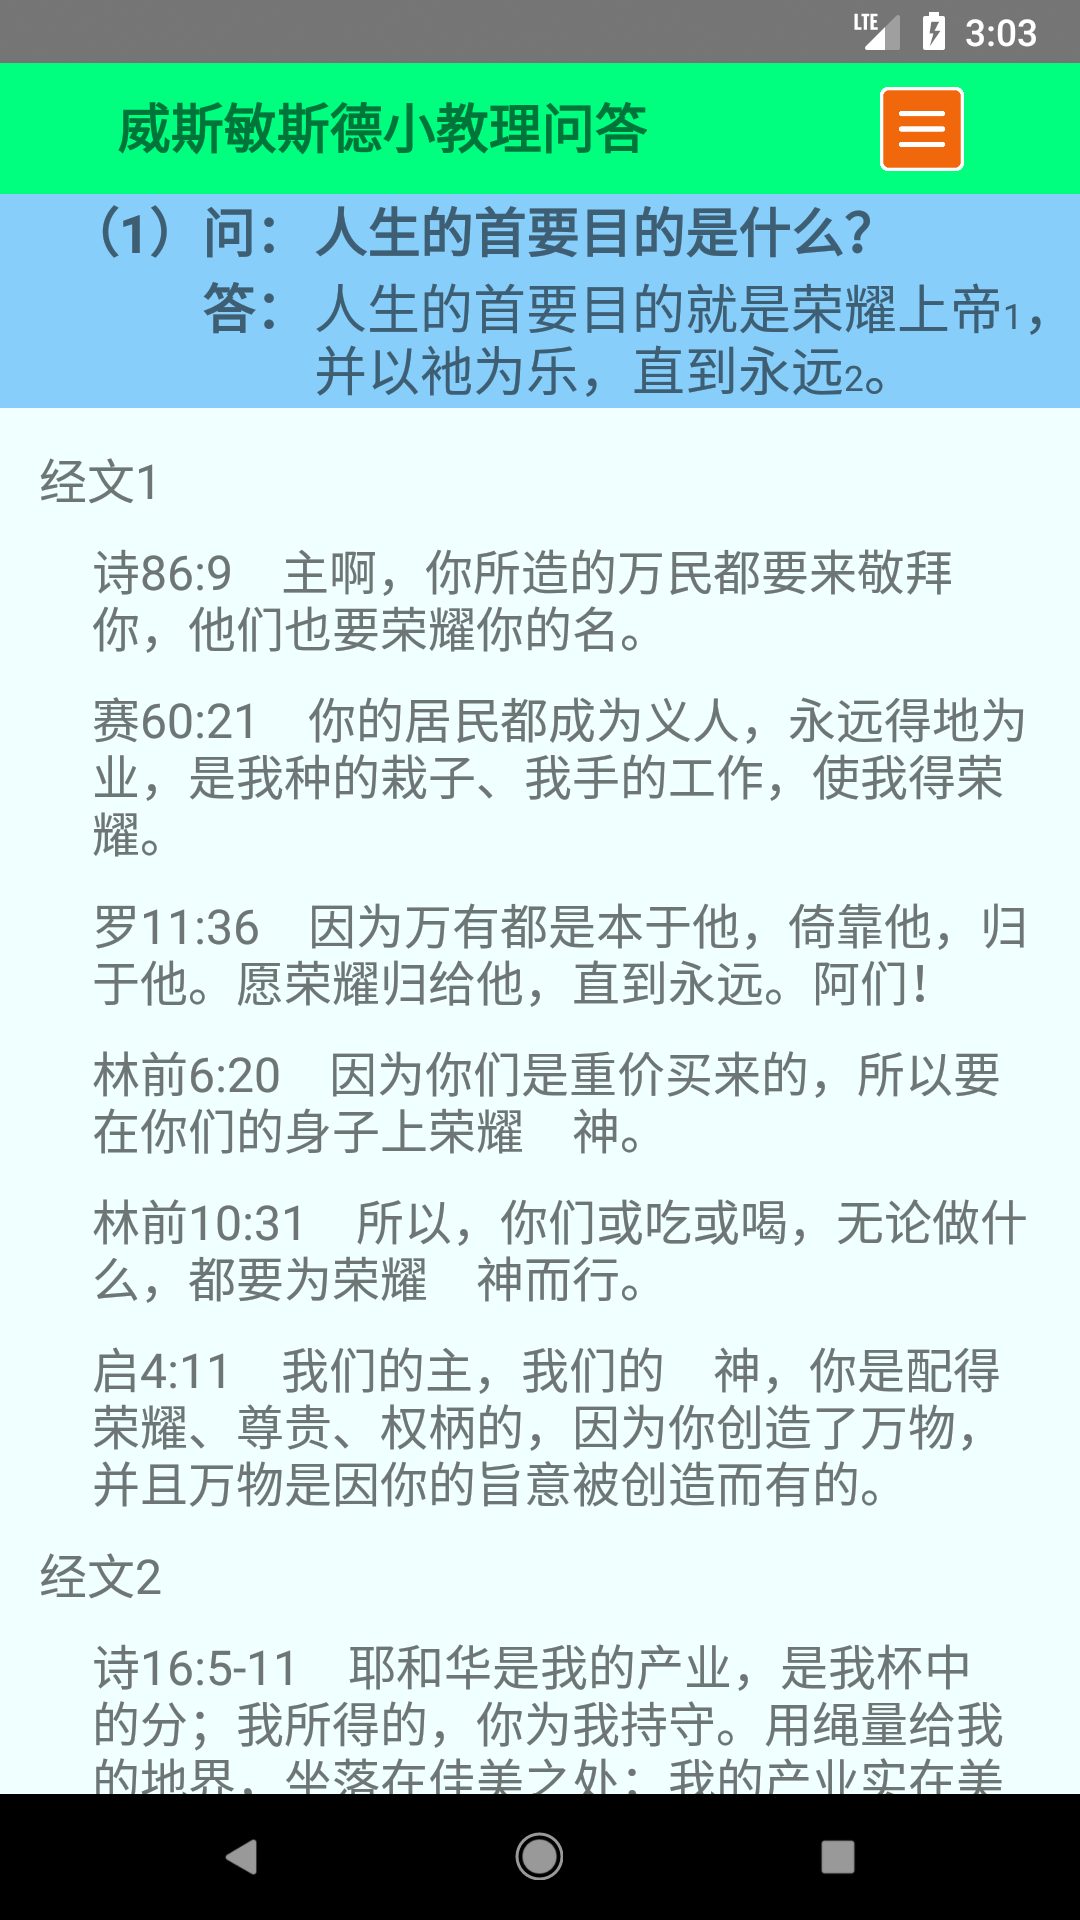 LTE 3:03
威斯敏斯德小教理问答
（1）问：人生的首要目的是什么？
答：人生的首要目的就是荣耀上帝1，
并以祂为乐，直到永远2。
经文1
诗86:9　主啊，你所造的万民都要来敬拜
你，他们也要荣耀你的名。
赛60:21　你的居民都成为义人，永远得地为
业，是我种的栽子、我手的工作，使我得荣
耀。
罗11:36　因为万有都是本于他，倚靠他，归
于他。愿荣耀归给他，直到永远。阿们！
林前6:20　因为你们是重价买来的，所以要
在你们的身子上荣耀　神。
林前10:31　所以，你们或吃或喝，无论做什
么，都要为荣耀　神而行。
启4:11　我们的主，我们的　神，你是配得
荣耀、尊贵、权柄的，因为你创造了万物，
并且万物是因你的旨意被创造而有的。
经文2
诗16:5-11　耶和华是我的产业，是我杯中
的分；我所得的，你为我持守。用绳量给我
的地界，坐落在佳美之处；我的产业实在美